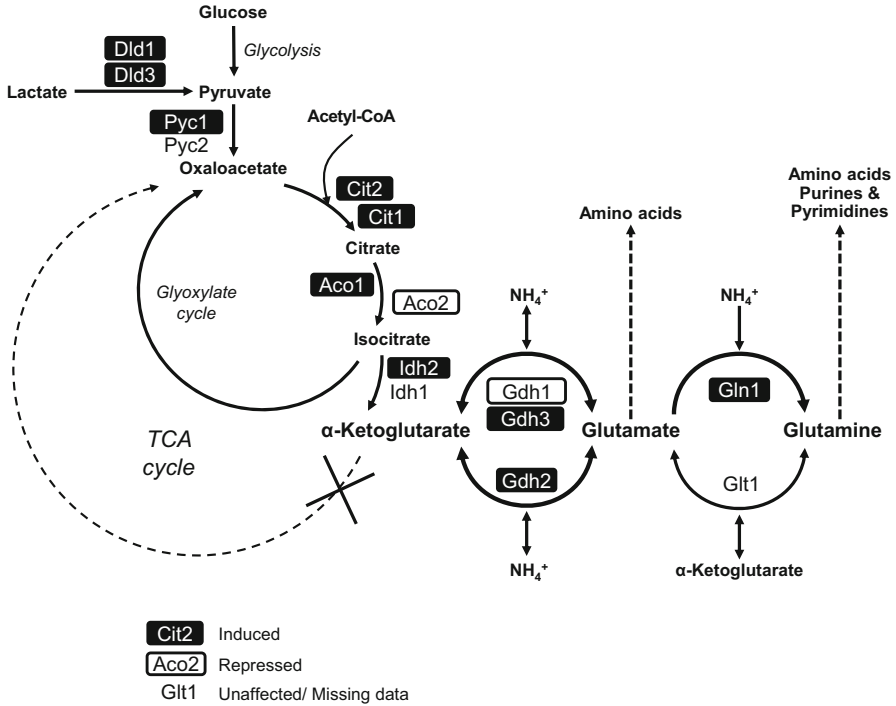 Glucose
Glycolysis
Dld1
Dld3
Lactate
Pyruvate
Pyc1
Pyc2
Acetyl-CoA
Oxaloacetate
Cit2
Cit1
Citrate
Aco1
Aco2
Glyoxylate
cycle
Isocitrate
Idh2
Idh1
TCA
cycle
α-Ketoglutarate
NH₄⁺
Gdh1
Gdh3
Gdh2
NH₄⁺
Amino acids
Glutamate
NH₄⁺
Gln1
Glt1
α-Ketoglutarate
Amino acids
Purines &
Pyrimidines
Glutamine
Cit2 Induced
Aco2 Repressed
Glt1 Unaffected/ Missing data